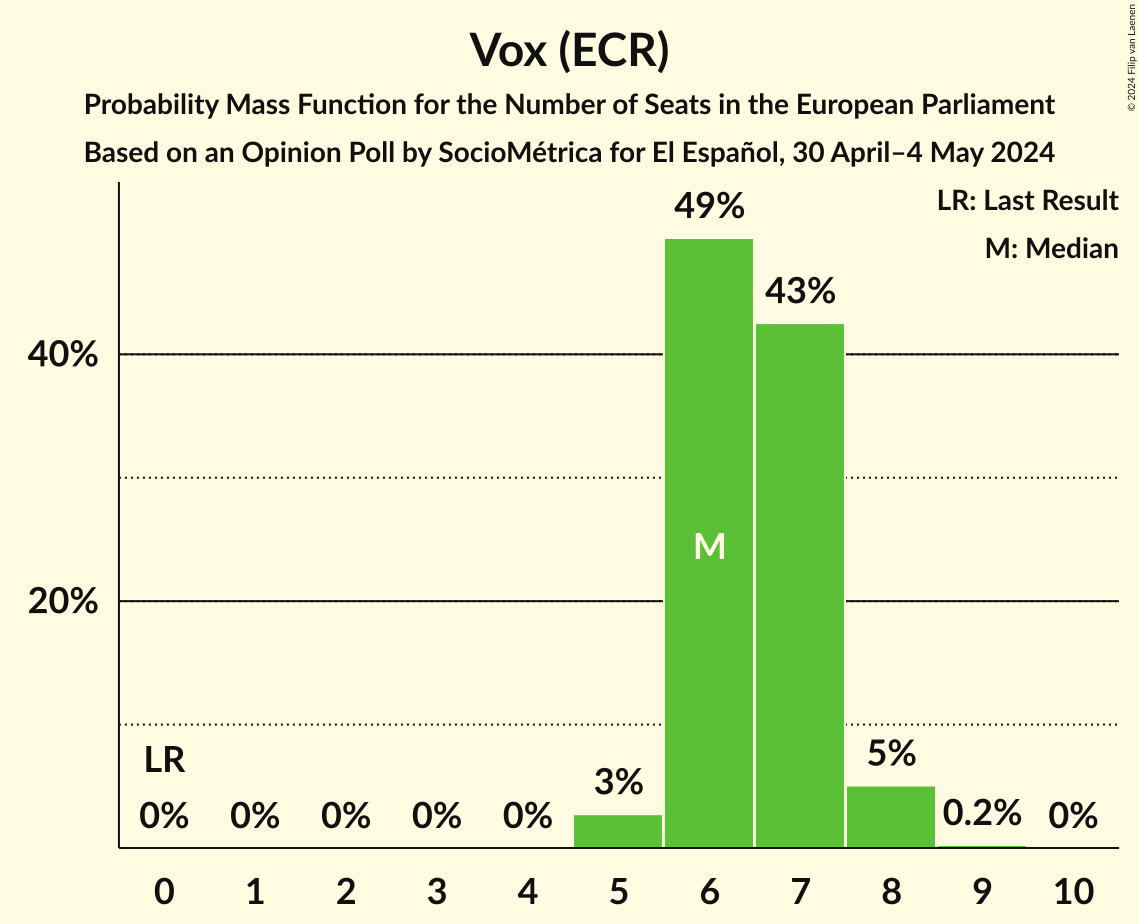 Vox (ECR)
Probability Mass Function for the Number of Seats in the European Parliament
Based on an Opinion Poll by SocioMétrica for El Español, 30 April–4 May 2024
© 2024 Filip van Laenen
LR: Last Result
M: Median
49%
43%
40%
M
20%
LR
5%
3%
0% 0% 0% 0% 0% 0.2% 0%
0 1 2 3 4 5 6 7 8 9 10